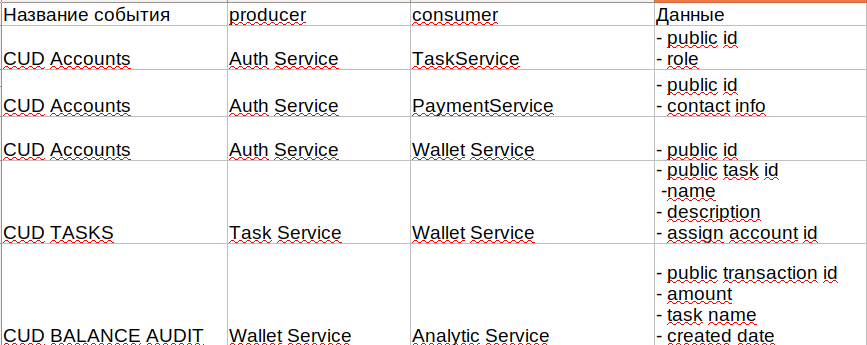 Название события producer consumer Данные
- public id
CUD Accounts Auth Service TaskService - role
- public id
CUD Accounts Auth Service PaymentService - contact info
CUD Accounts Auth Service Wallet Service - public id
- public task id
-name
- description
CUD TASKS Task Service Wallet Service - assign account id
- public transaction id
- amount
- task name
CUD BALANCE AUDIT Wallet Service Analytic Service - created date